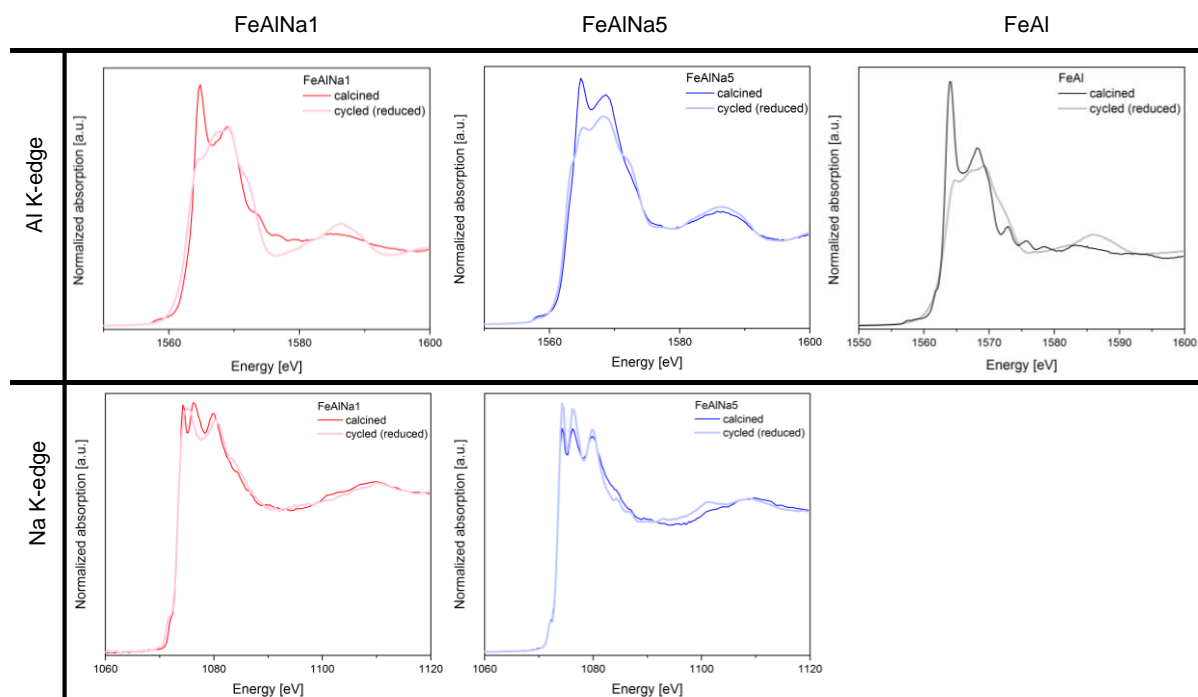 FeAlNa1 FeAlNa5 FeAl
Al K-edge
Normalized absorption [a.u.]
FeAlNa1
calcined
cycled (reduced)
1560 1580 1600
Energy [eV]
Normalized absorption [a.u.]
FeAlNa5
calcined
cycled (reduced)
1560 1580 1600
Energy [eV]
Normalized absorption [a.u.]
FeAl
calcined
cycled (reduced)
1550 1560 1570 1580 1590 1600
Energy [eV]
Na K-edge
Normalized absorption [a.u.]
FeAlNa1
calcined
cycled (reduced)
1060 1080 1100 1120
Energy [eV]
Normalized absorption [a.u.]
FeAlNa5
calcined
cycled (reduced)
1060 1080 1100 1120
Energy [eV]